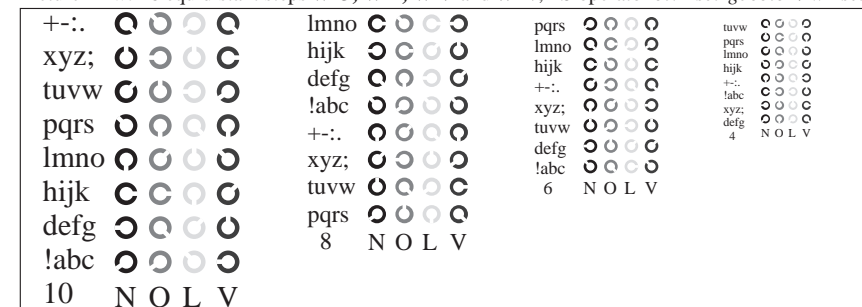 +-:.
xyz;
tuvw
pqrs
lmno
hijk
defg
!abc
10 N O L V
lmno
hijk
defg
!abc
+-:.
xyz;
tuvw
pqrs
8 N O L V
pqrs
lmno
hijk
+-:.
xyz;
tuvw
defg
!abc
6 N O L V
tuvw
pqrs
lmno
hijk
+-:.
!abc
xyz;
defg
4 N O L V